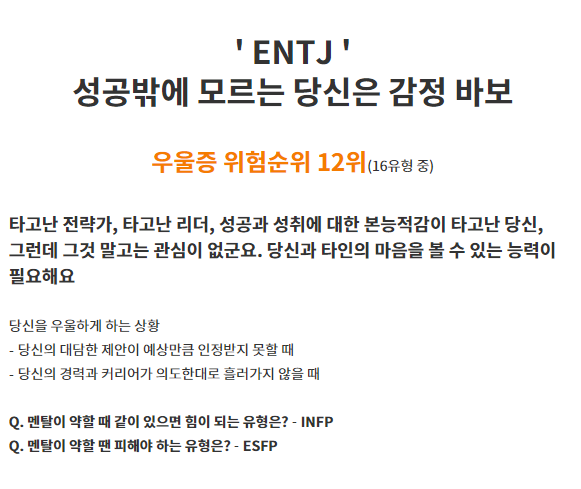 ' ENTJ '
성공밖에 모르는 당신은 감정 바보
우울증 위험순위 12위(16유형 중)
타고난 전략가, 타고난 리더, 성공과 성취에 대한 본능적감이 타고난 당신,
그런데 그것 말고는 관심이 없군요. 당신과 타인의 마음을 볼 수 있는 능력이
필요해요
당신을 우울하게 하는 상황
- 당신의 대담한 제안이 예상만큼 인정받지 못할 때
- 당신의 경력과 커리어가 의도한대로 흘러가지 않을 때
Q. 멘탈이 약할 때 같이 있으면 힘이 되는 유형은? - INFP
Q. 멘탈이 약할 땐 피해야 하는 유형은? - ESFP